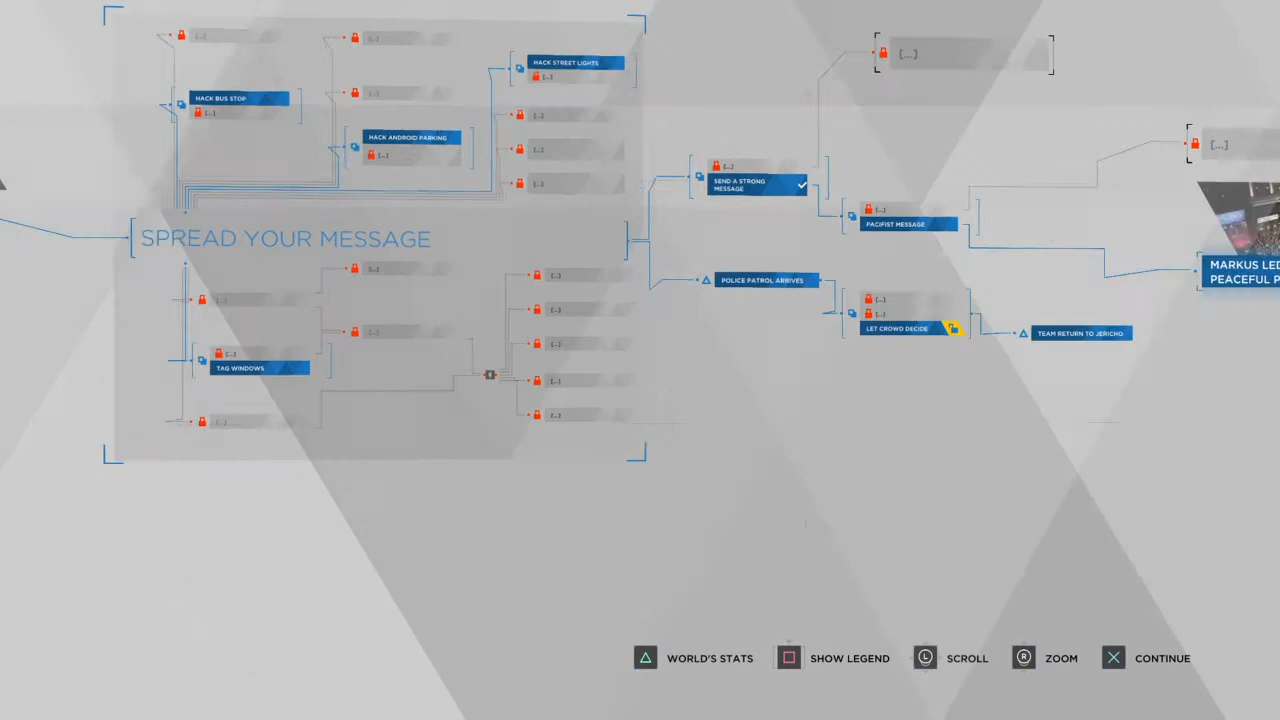 [...]
[...]
HACK STREET LIGHTS
[...]
[...]
HACK BUS STOP
[...]
[...]
HACK ANDROID PARKING
[...]
[...]
[...]
[...]
SPREAD YOUR MESSAGE
[...]
[...]
[...]
TAG WINDOWS
[...]
[...]
[...]
[...]
[...]
[...]
[...]
[...]
[...]
SEND A STRONG
MESSAGE
[...]
PACIFIST MESSAGE
POLICE PATROL ARRIVES
[...]
[...]
LET CROWD DECIDE
TEAM RETURN TO JERICHO
[...]
MARKUS LED
PEACEFUL P
WORLD'S STATS
SHOW LEGEND
L
SCROLL
R
ZOOM
CONTINUE